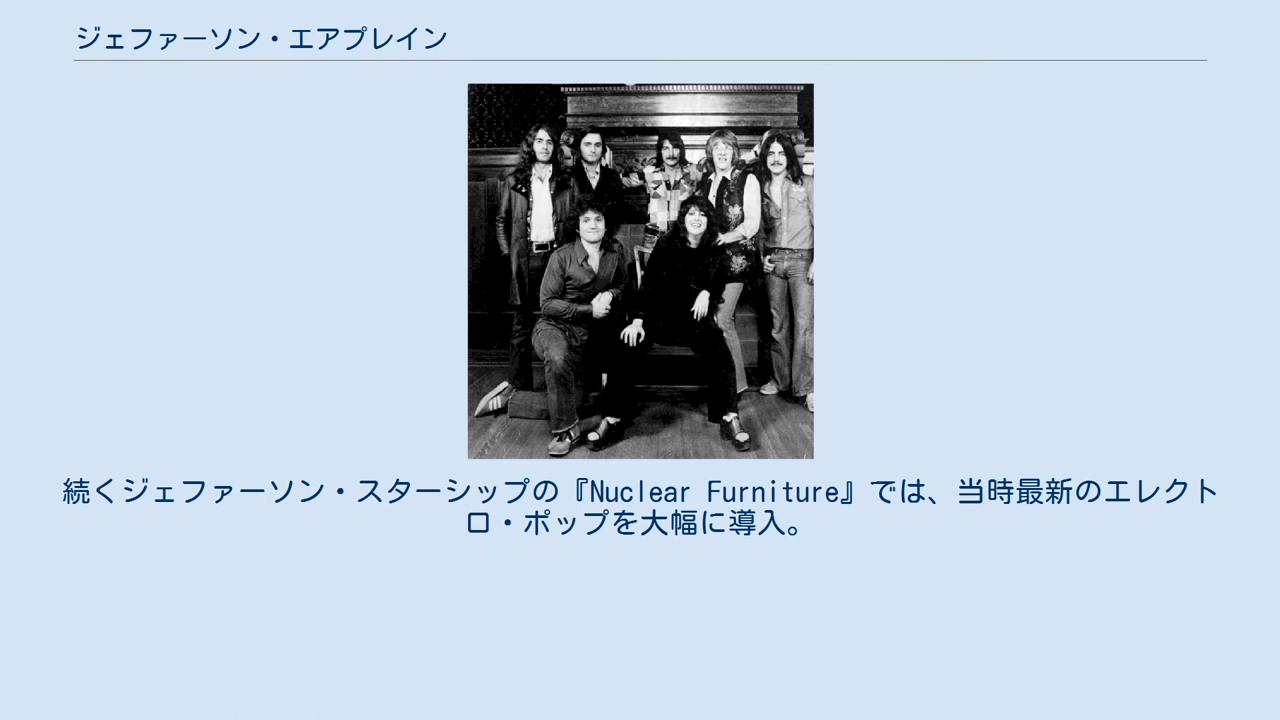 ジェファーソン・エアプレイン
続くジェファーソン・スターシップの『Nuclear Furniture』では、当時最新のエレクト
ロ・ポップを大幅に導入。